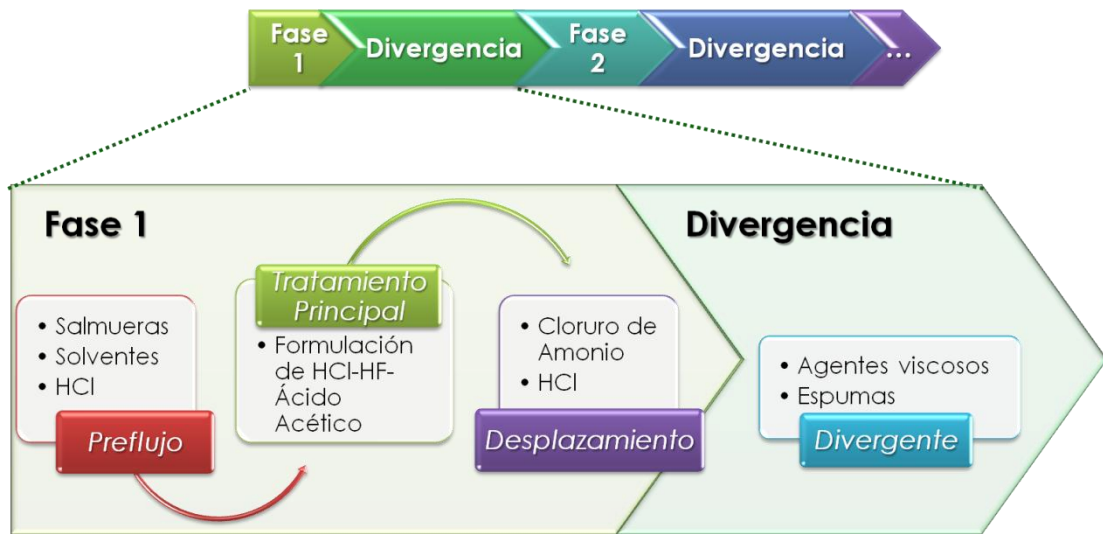 Fase
1
Divergencia
Fase
2
Divergencia
...
Fase 1
• Salmueras
• Solventes
• HCl
Preflujo
Tratamiento
Principal
• Formulación
de HCl-HF-
Ácido
Acético
• Cloruro de
Amonio
• HCl
Desplazamiento
Divergencia
• Agentes viscosos
• Espumas
Divergente